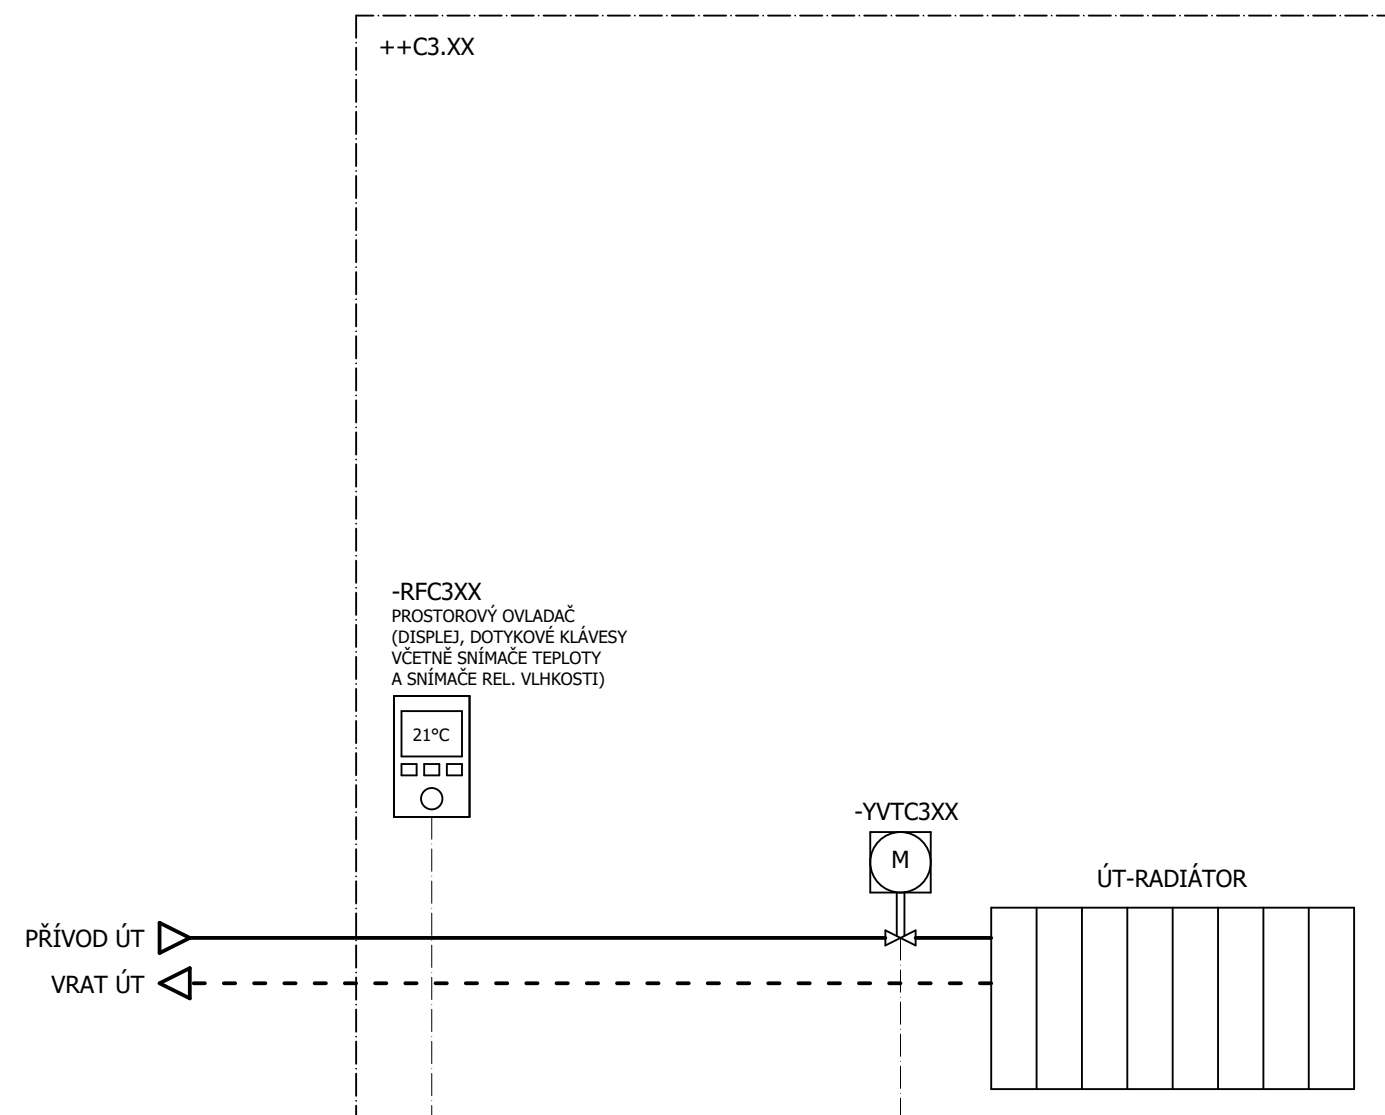 ++C3.XX
-RFC3XX
PROSTOROVÝ OVLADAČ
(DISPLEJ, DOTYKOVÉ KLÁVESY
VČETNĚ SNÍMAČE TEPLOTY
A SNÍMAČE REL. VLHKOSTI)
21°C
-YVTC3XX
M
ÚT-RADIÁTOR
PŘÍVOD ÚT
VRAT ÚT